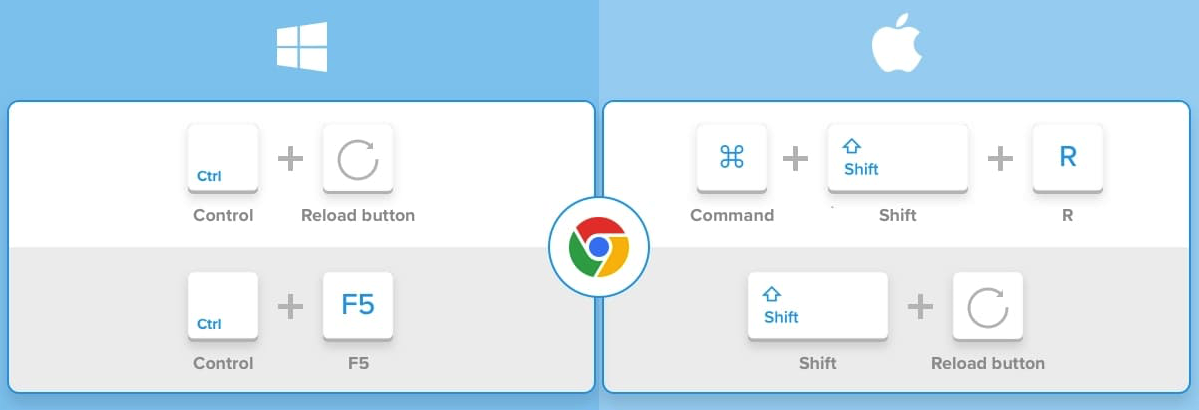 Ctrl
Control
Reload button
⌘
Shift
R
Command
Shift
R
Ctrl
F5
Control
F5
Shift
Shift
Reload button